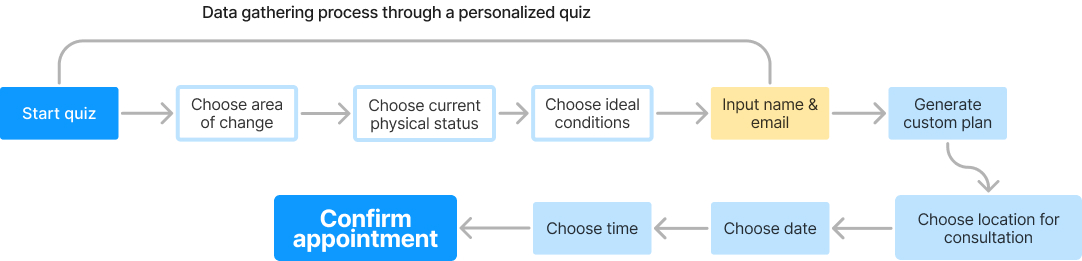 Data gathering process through a personalized quiz
Start quiz
Choose area
of change
Choose current
physical status
Choose ideal
conditions
Input name &
email
Generate
custom plan
Choose location for
consultation
Choose date
Choose time
Confirm
appointment